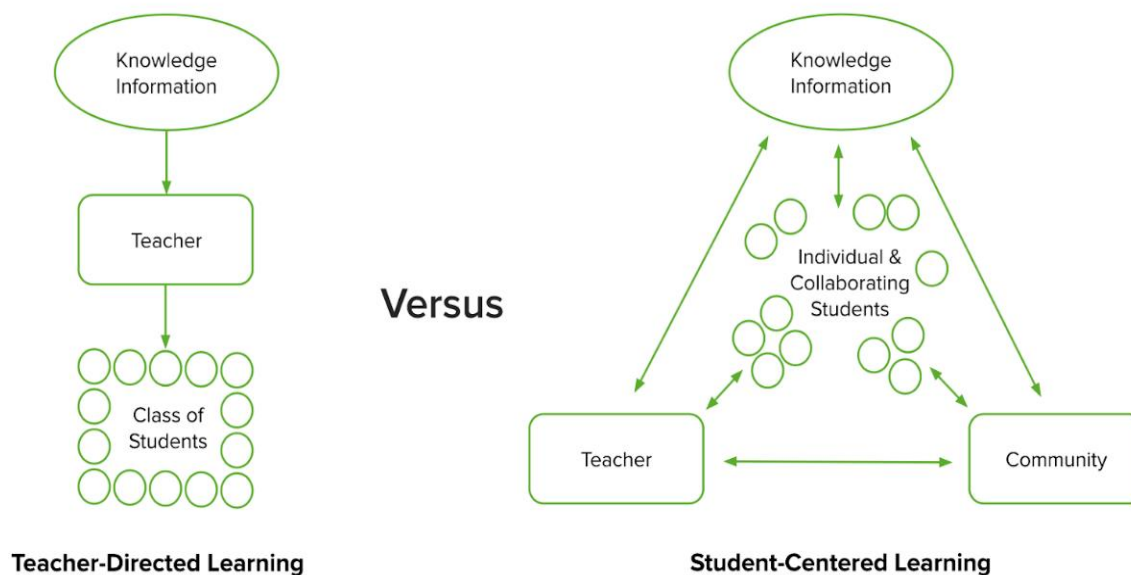 Knowledge
Information
Teacher
Class of
Students
Teacher-Directed Learning
Versus
Knowledge
Information
Individual &
Collaborating
Students
Teacher
Community
Student-Centered Learning